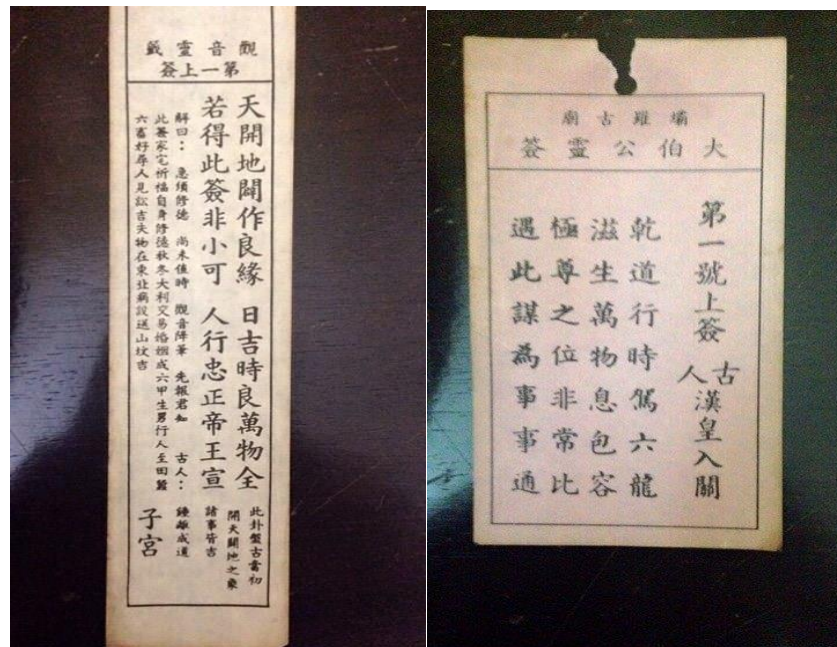 觀音靈籤
第一上簽
天開地闢作良緣 日吉時良萬物全
若得此簽非小可 人行忠正帝王宣
解曰： 急須修德 尚未值時 觀音降筆 先報君知 古人：
此簽家宅祈福自身修德秋冬大利交易婚姻成六甲生男行人至田蠶
六畜好尋人見訟吉失物在東北病設送山坟吉
此卦盤古當初
開天闢地之象
諸事皆吉
鍾離成道
子宮
壩羅古廟
大伯公靈簽
第一號上簽 古人 漢皇入關
乾道行時駕六龍
滋生萬物息包容
極尊之位非常比
遇此謀為事事通